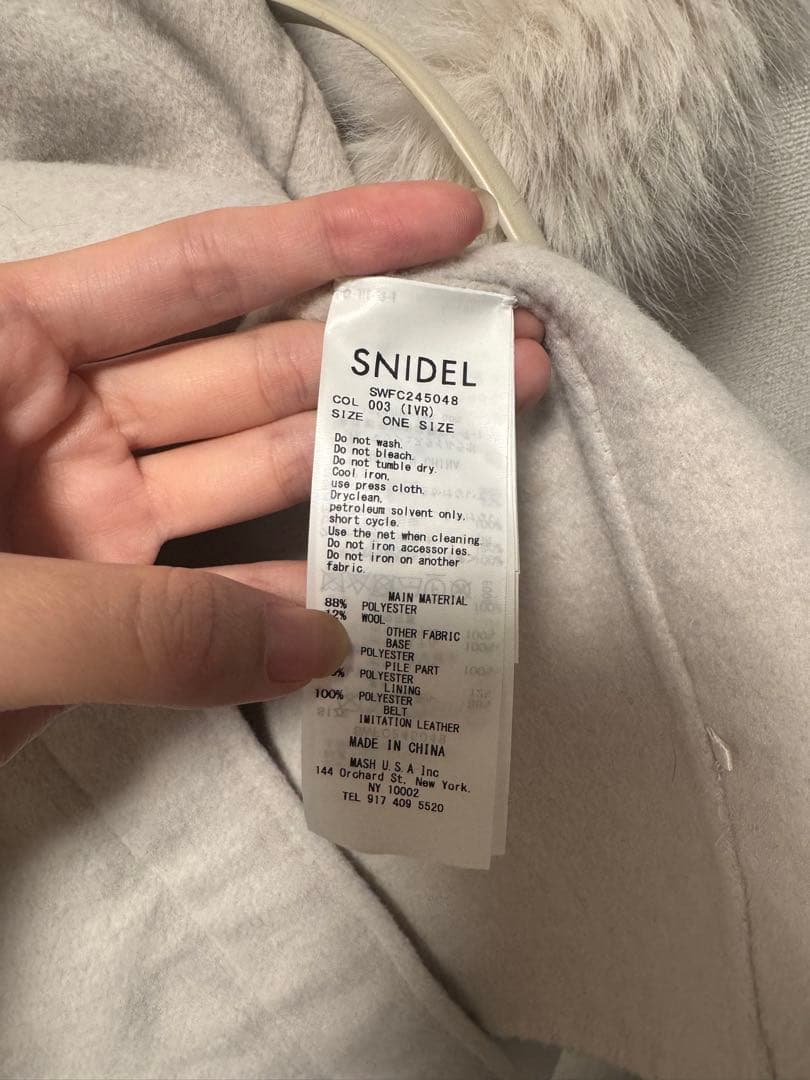 SNIDEL
SWFC245048
COL 003 (IVR)
SIZE ONE SIZE
Do not wash.
Do not bleach.
Do not tumble dry.
Cool iron.
use press cloth.
Dryclean,
petroleum solvent only.
short cycle.
Use the net when cleaning.
Do not iron accessories.
Do not iron on another
fabric.
MAIN MATERIAL
88% POLYESTER
12% WOOL
OTHER FABRIC
BASE
POLYESTER
PILE PART
POLYESTER
LINING
100% POLYESTER
BELT
IMITATION LEATHER
MADE IN CHINA
MASH U.S.A Inc
144 Orchard St. New York.
NY 10002
TEL 917 409 5520